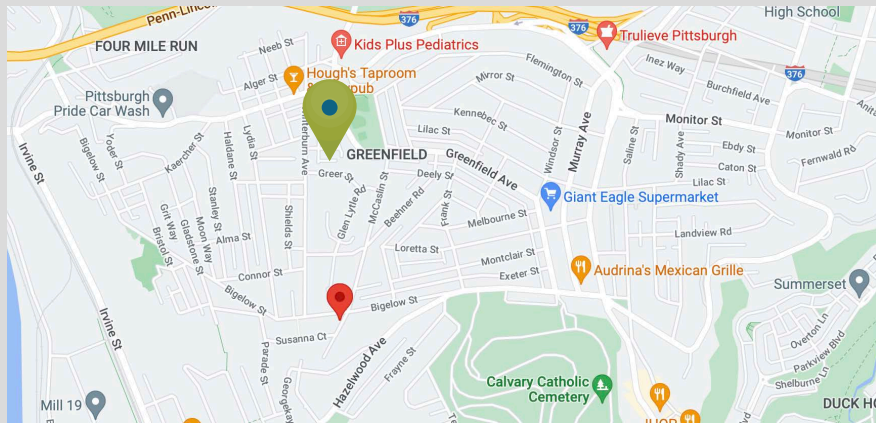 High School
Penn-Lincol
376
376
FOUR MILE RUN
Neeb St
Kids Plus Pediatrics
Trulieve Pittsburgh
Inez Way
376
Hough's Taproom
pub
Alger St
Mirror St
Flemington St
Burchfield Ave
Anita
Pittsburgh
Pride Car Wash
Kennebec St
Monitor St
Monitor St
Lilac St
Windsor St
Murray Ave
Saline St
Shady Ave
Ebdy St
Fernwald Rd
Caton St
Lilac St
Irvine St
Bigelow St
Yoder St
Kaercher St
Haldane St
Lydia St
GREENFIELD
Greenfield Ave
Greer St
McCaslin St
Deely St
Giant Eagle Supermarket
Glen Lytle Rd
Beehner Rd
Frank St
Grit Way
Bristol St
Gladstone St
Moon Way
Stanley St
Shields St
Melbourne St
Landview Rd
Alma St
Loretta St
Montclair St
Exeter St
Audrina's Mexican Grille
Connor St
Summerset
Bigelow St
Bigelow St
Irvine St
Susanna Ct
Overton Ln
Parkview Blvd
Parade St
Hazelwood Ave
Frayne St
Shelburne Ln
Calvary Catholic
Cemetery
Georgekay
Mill 19
DUCK HO
IHOP